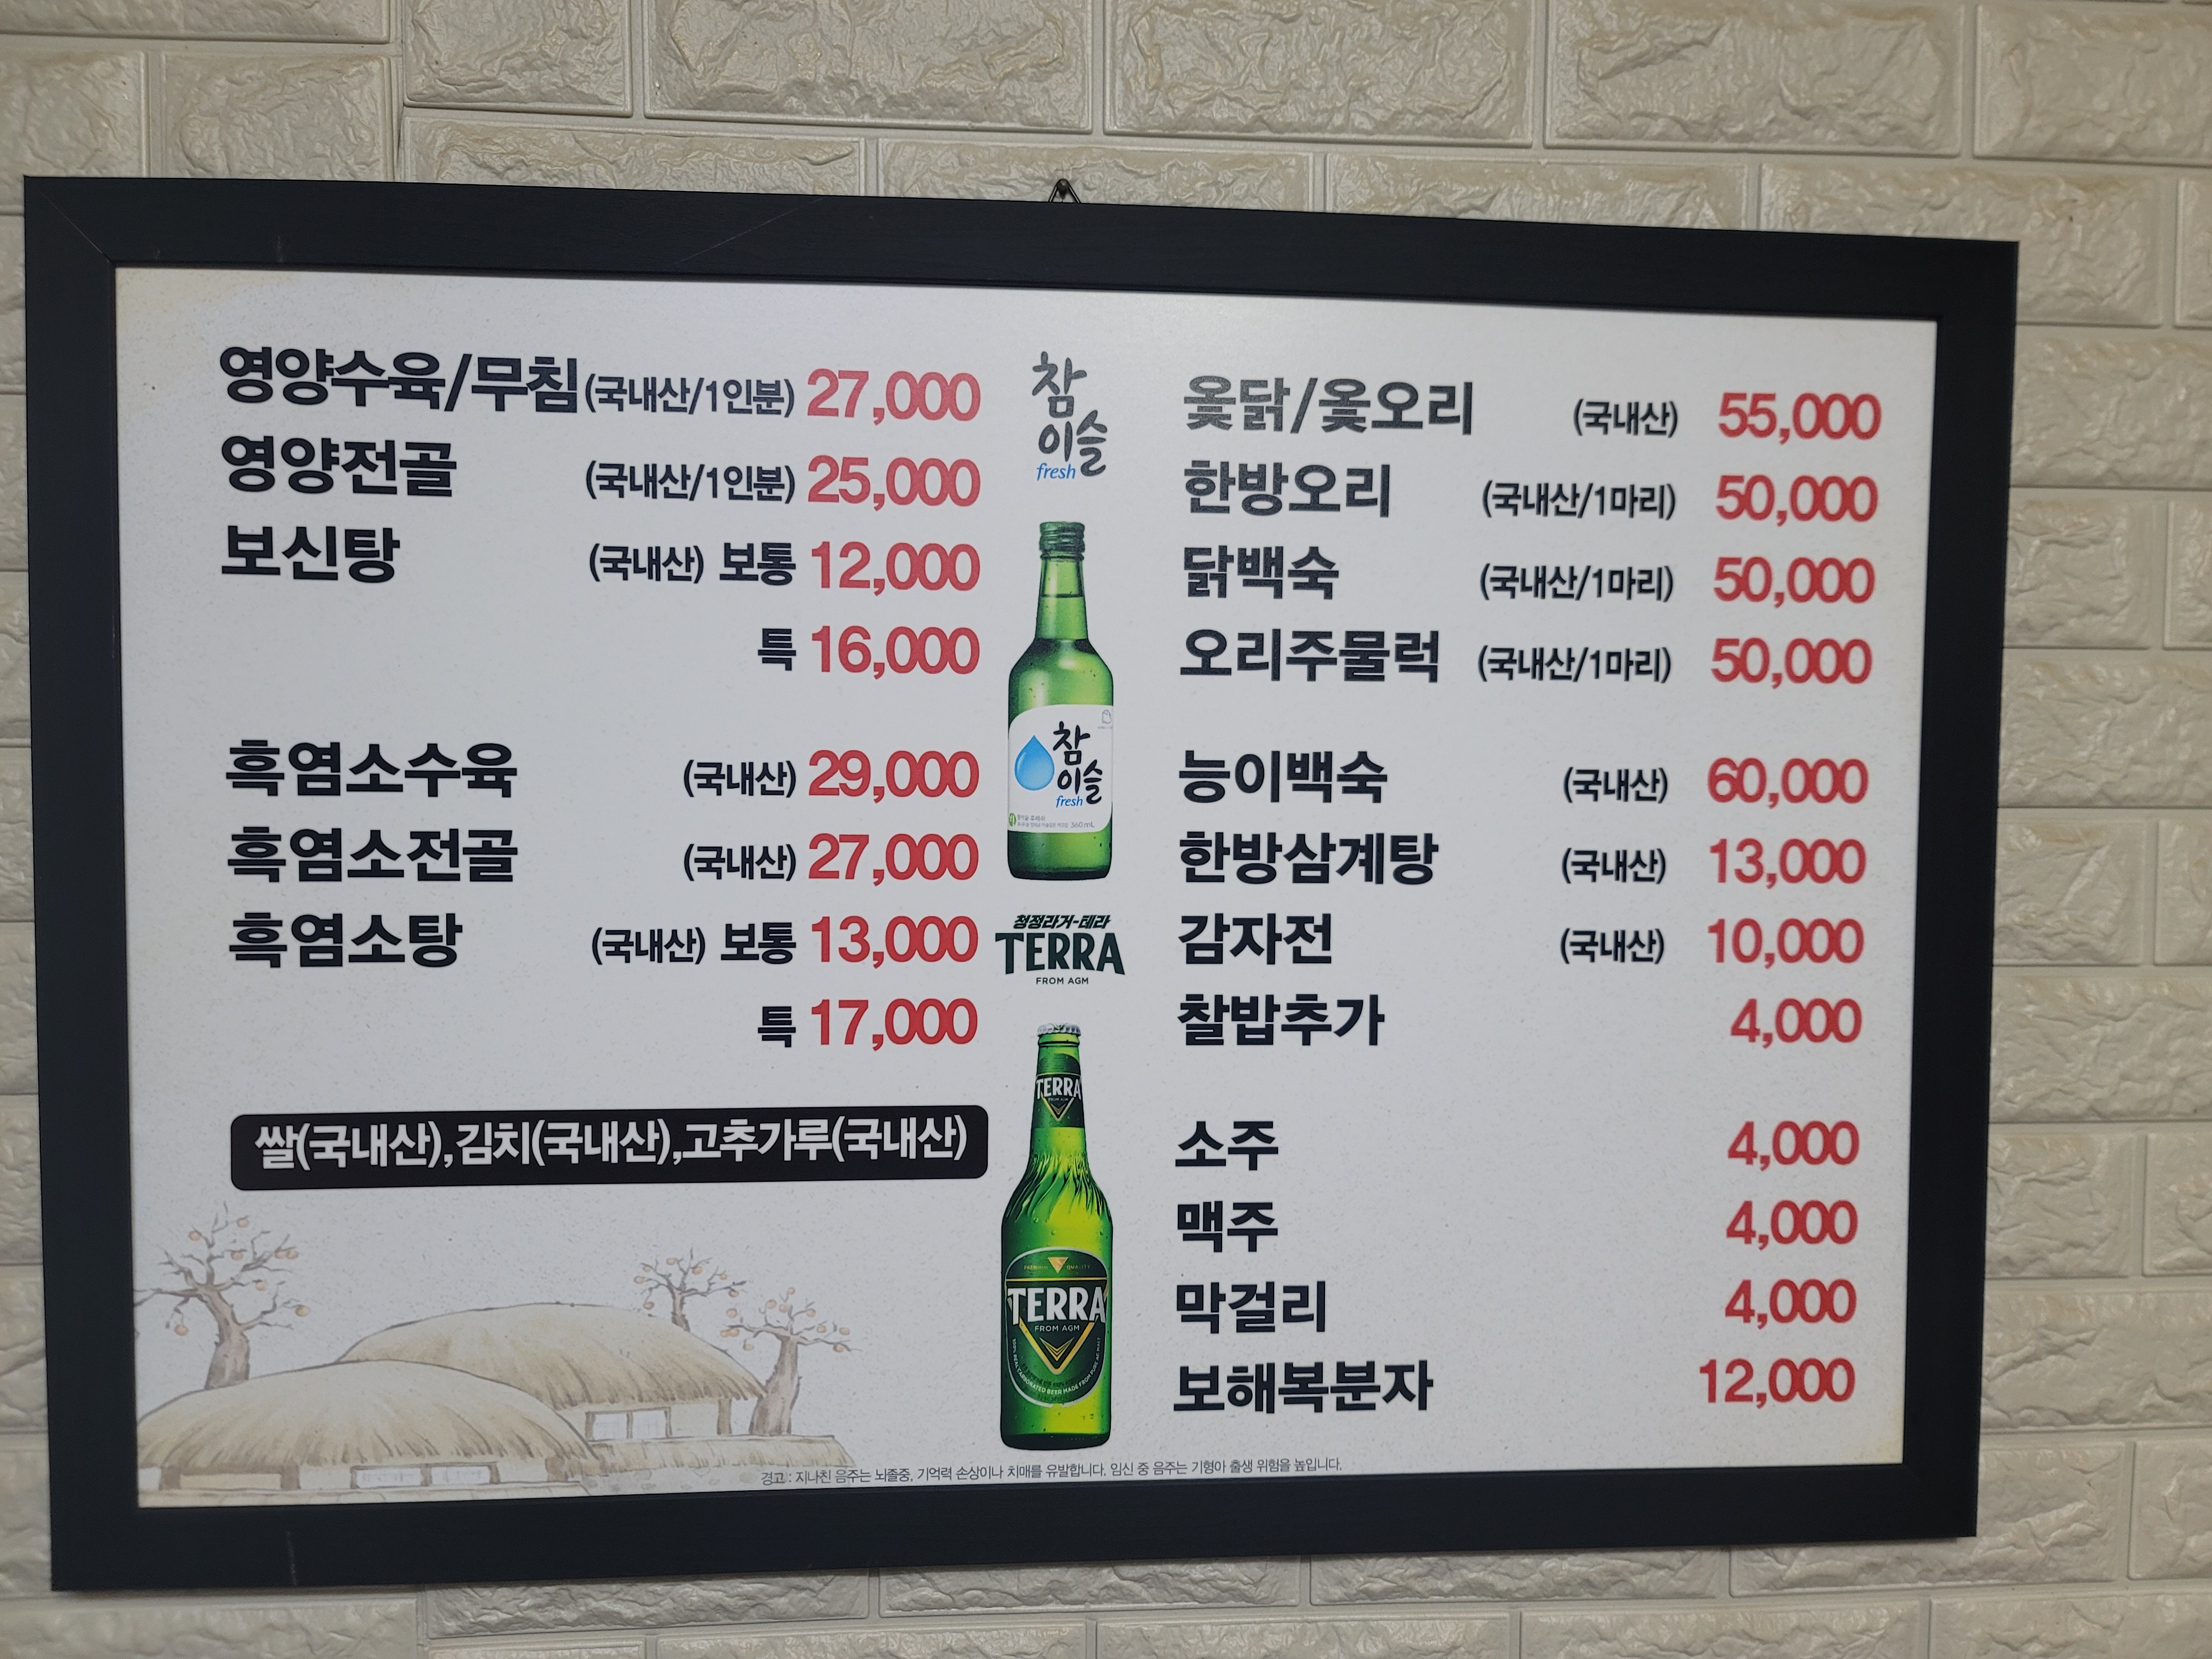 영양수육/무침(국내산/1인분) 27,000
영양전골 (국내산/1인분) 25,000
보신탕 (국내산) 보통 12,000
특 16,000
흑염소수육 (국내산) 29,000
흑염소전골 (국내산) 27,000
흑염소탕 (국내산) 보통 13,000
특 17,000
쌀(국내산),김치(국내산),고추가루(국내산)
참
이슬
fresh
참
이슬
fresh
360mL
청정라거-테라
TERRA
FROM AGM
TERRA
PREMIUM QUALITY
TERRA
FROM AGM
옻닭/옻오리 (국내산) 55,000
한방오리 (국내산/1마리) 50,000
닭백숙 (국내산/1마리) 50,000
오리주물럭 (국내산/1마리) 50,000
능이백숙 (국내산) 60,000
한방삼계탕 (국내산) 13,000
감자전 (국내산) 10,000
찰밥추가 4,000
소주 4,000
맥주 4,000
막걸리 4,000
보해복분자 12,000
경고 : 지나친 음주는 뇌졸중, 기억력 손상이나 치매를 유발합니다. 임신 중 음주는 기형아 출생 위험을 높입니다.